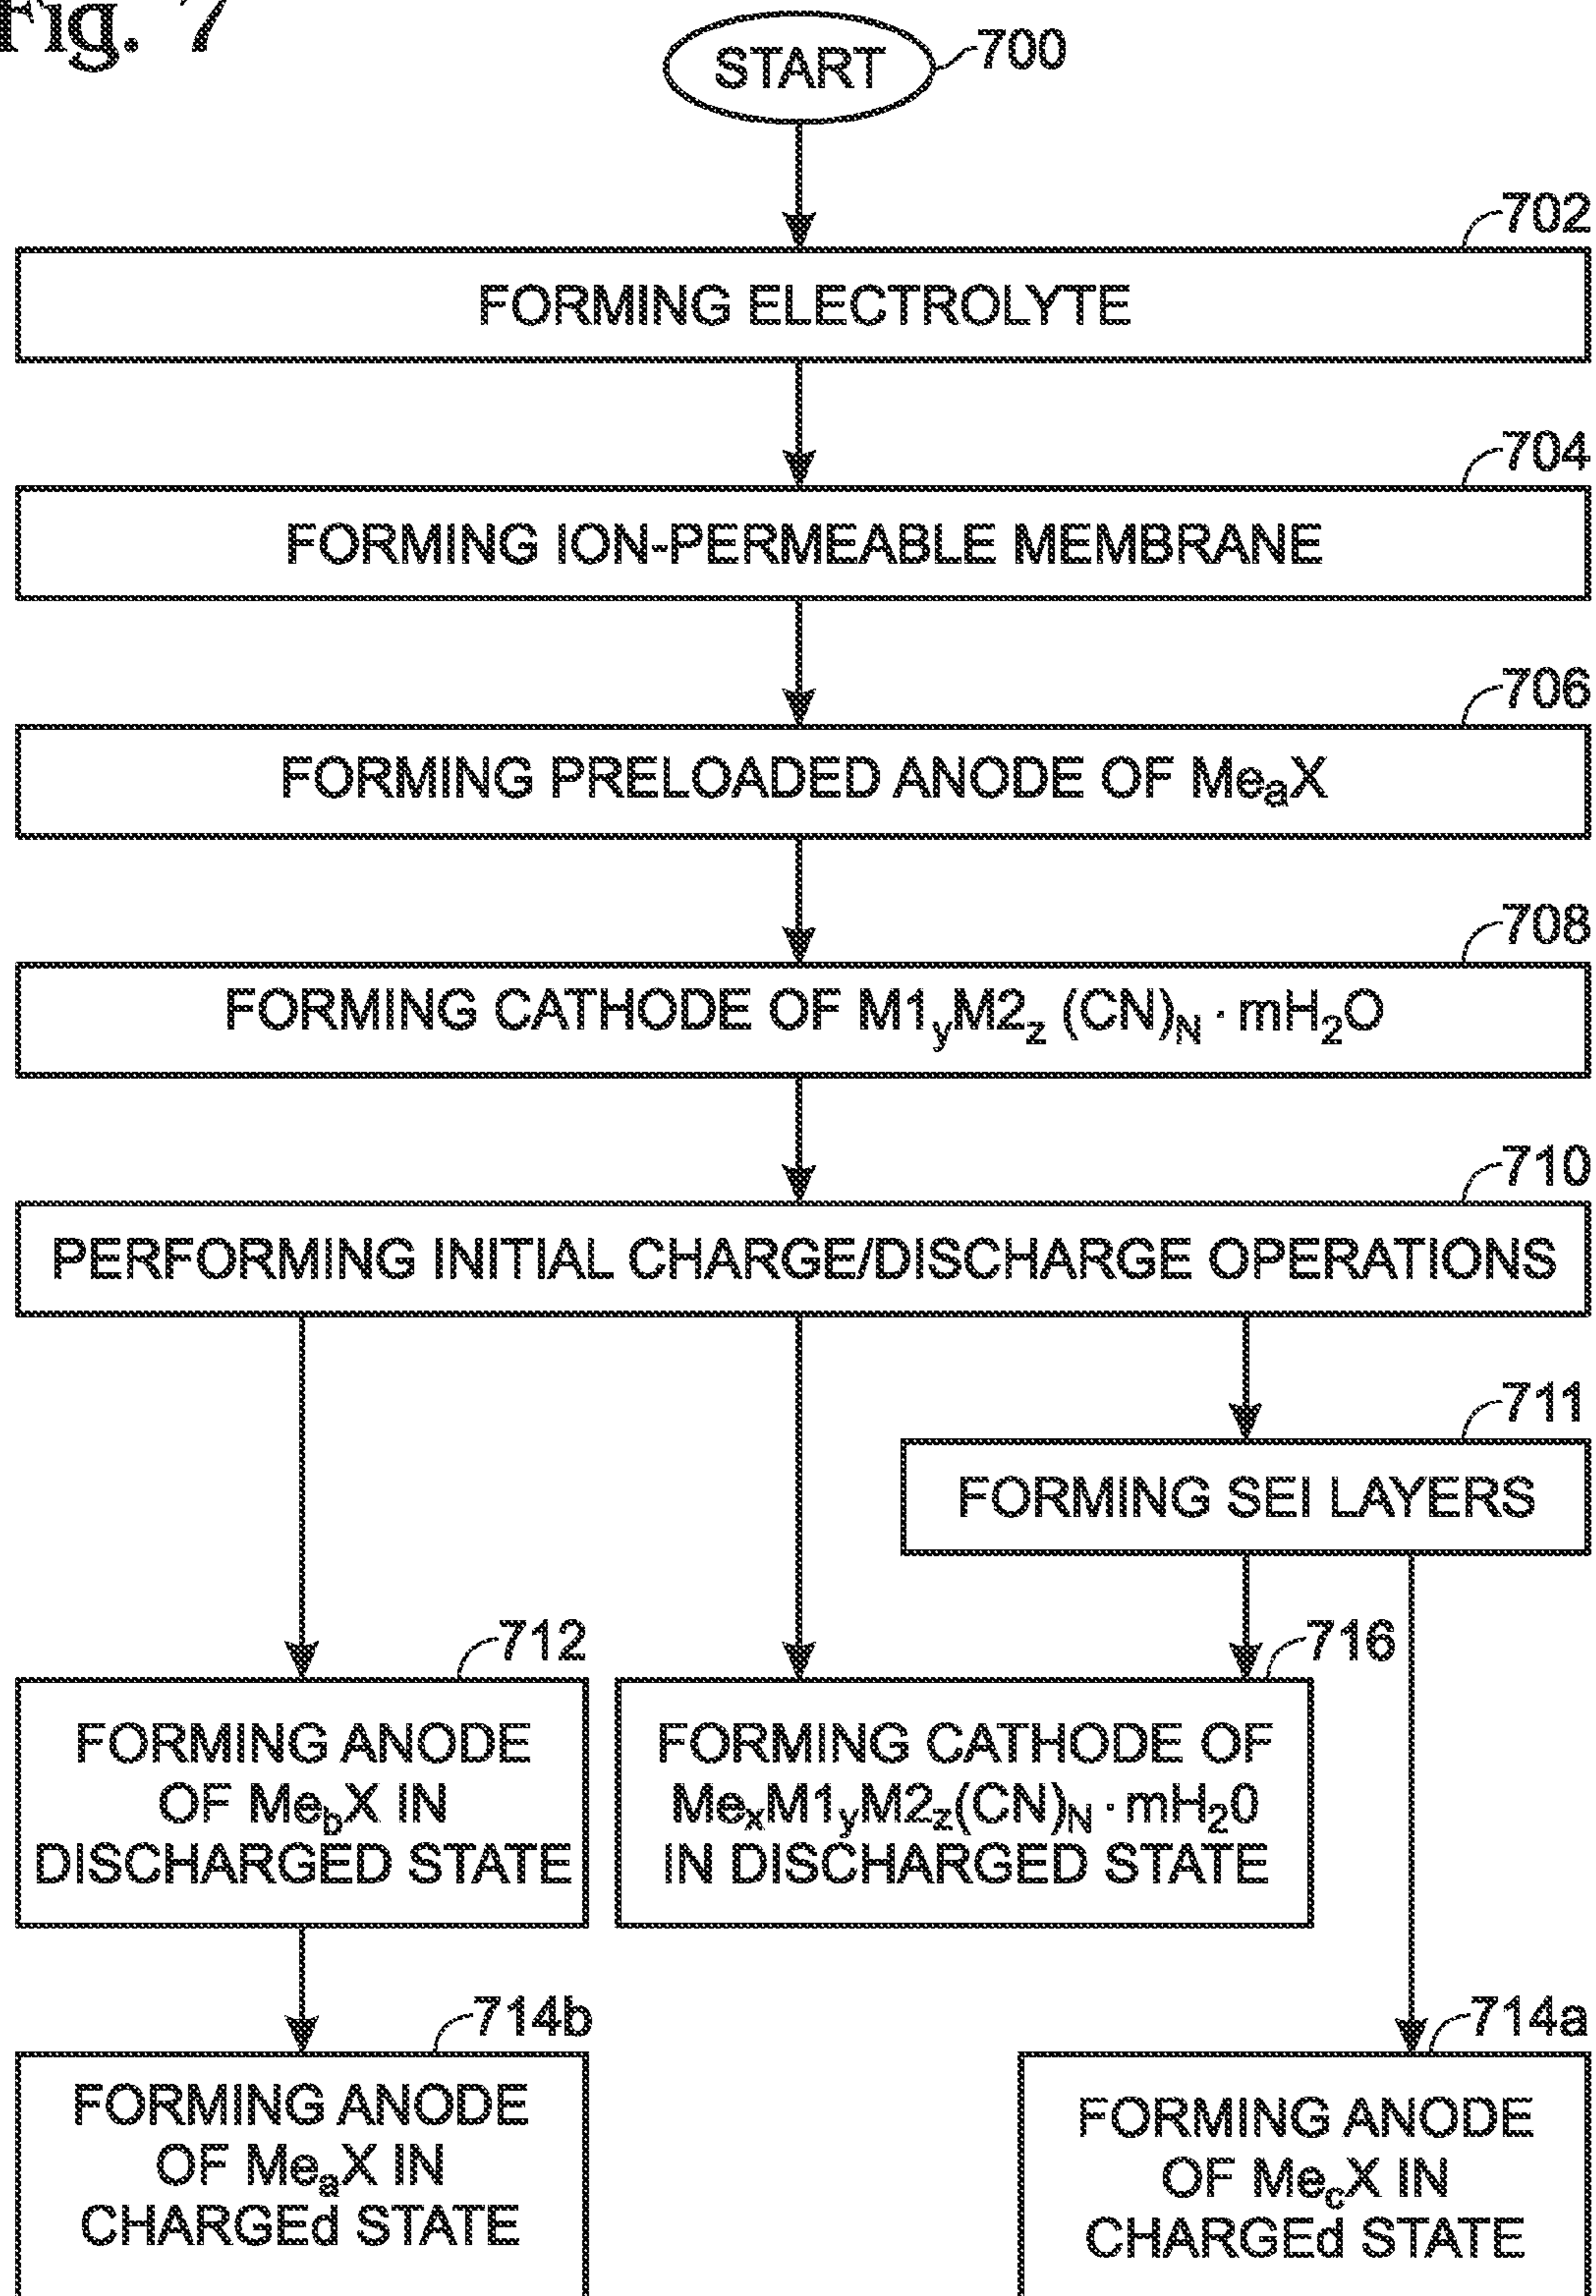 Fig. 7
START
700
702
FORMING ELECTROLYTE
704
FORMING ION-PERMEABLE MEMBRANE
706
FORMING PRELOADED ANODE OF MeₐX
708
FORMING CATHODE OF M1yM2z (CN)N · mH₂O
710
PERFORMING INITIAL CHARGE/DISCHARGE OPERATIONS
711
FORMING SEI LAYERS
712
FORMING ANODE
OF MebX IN
DISCHARGED STATE
716
FORMING CATHODE OF
MexM1yM2z(CN)N · mH₂0
IN DISCHARGED STATE
714b
FORMING ANODE
OF MeₐX IN
CHARGEd STATE
714a
FORMING ANODE
OF MecX IN
CHARGEd STATE